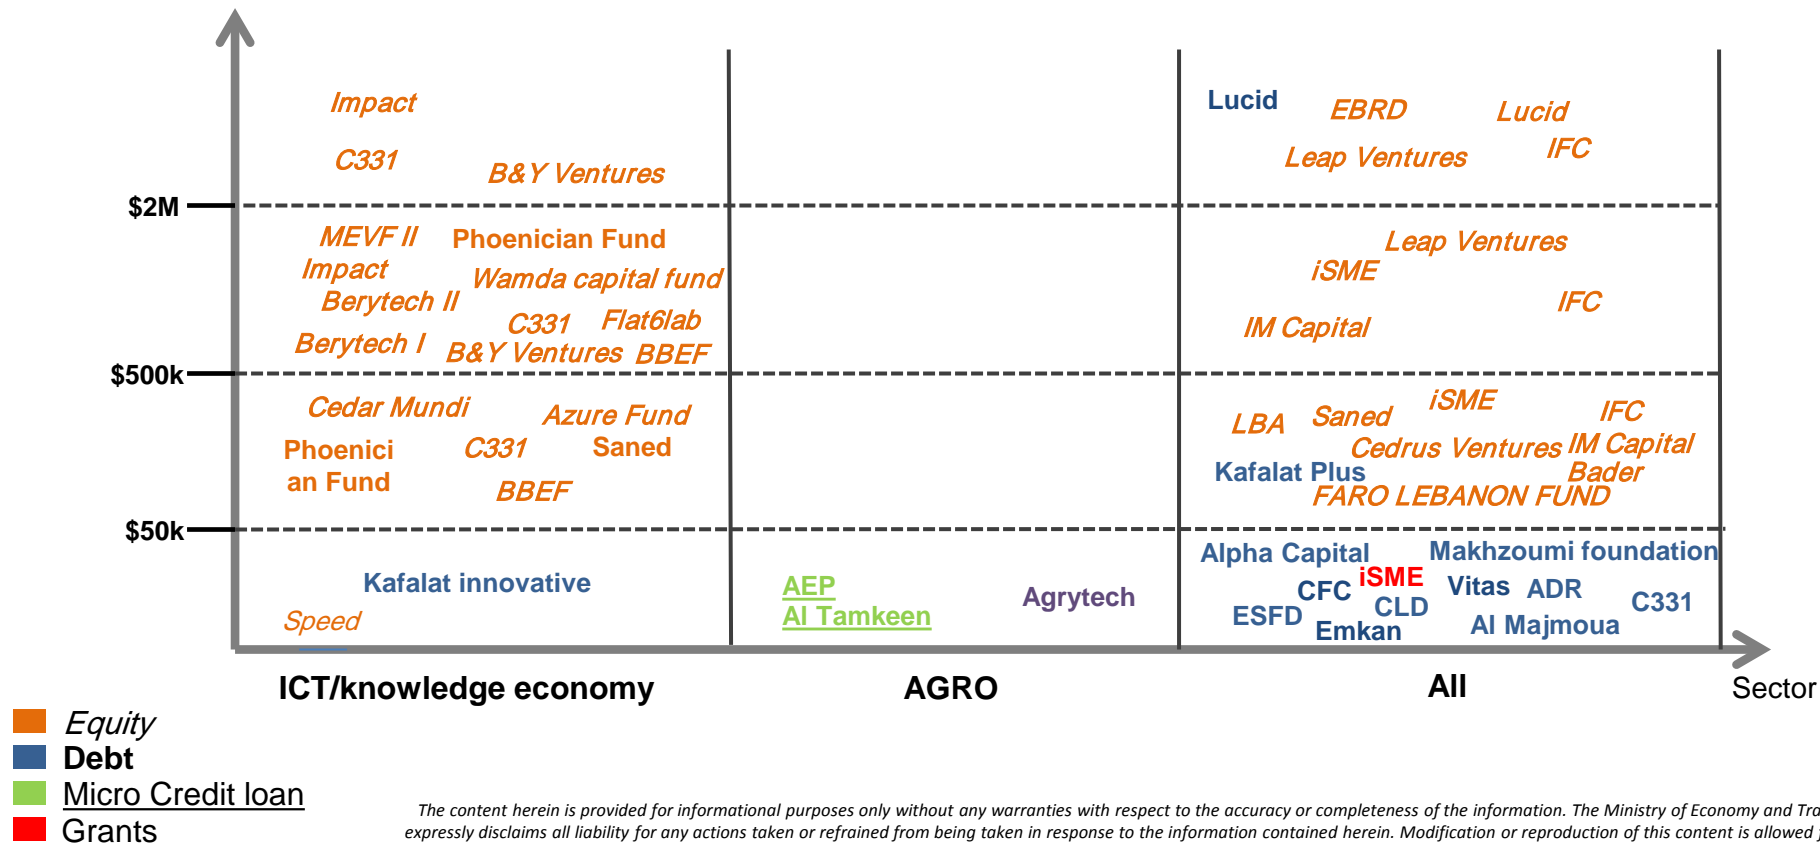 Impact
C331
B&Y Ventures
Lucid
EBRD
Lucid
Leap Ventures
IFC
$2M
MEVF II
Phoenician Fund
Impact
Wamda capital fund
Berytech II
C331
Flat6lab
Berytech I
B&Y Ventures
BBEF
Leap Ventures
iSME
IFC
IM Capital
$500k
Cedar Mundi
Azure Fund
Phoenici
an Fund
C331
Saned
BBEF
iSME
LBA
Saned
IFC
Cedrus Ventures
IM Capital
Kafalat Plus
Bader
FARO LEBANON FUND
$50k
Kafalat innovative
Speed
AEP
Al Tamkeen
Agrytech
Alpha Capital
Makhzoumi foundation
CFC
iSME
Vitas
ADR
ESFD
CLD
C331
Emkan
Al Majmoua
ICT/knowledge economy
AGRO
All
Sector
Equity
Debt
Micro Credit loan
Grants
The content herein is provided for informational purposes only without any warranties with respect to the accuracy or completeness of the information. The Ministry of Economy and Tra
expressly disclaims all liability for any actions taken or refrained from being taken in response to the information contained herein. Modification or reproduction of this content is allowed